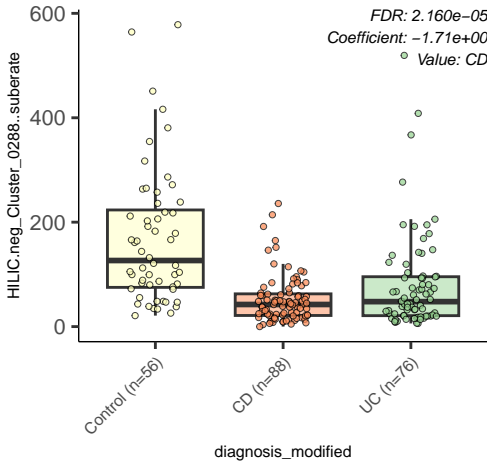 FDR: 2.160e-05
Coefficient: -1.71e+00
Value: CD
HILIC.neg_Cluster_0288..suberate
600
400
200
0
Control (n=56)
CD (n=88)
UC (n=76)
diagnosis_modified